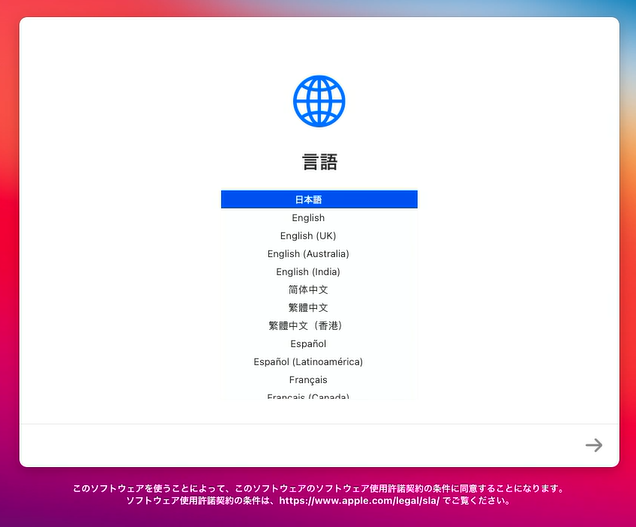 言語
日本語
English
English (UK)
English (Australia)
English (India)
简体中文
繁體中文
繁體中文（香港）
Español
Español (Latinoamérica)
Français
Français (Canada)
このソフトウェアを使うことによって、このソフトウェアのソフトウェア使用許諾契約の条件に同意することになります。
ソフトウェア使用許諾契約の条件は、https://www.apple.com/legal/sla/ でご覧ください。